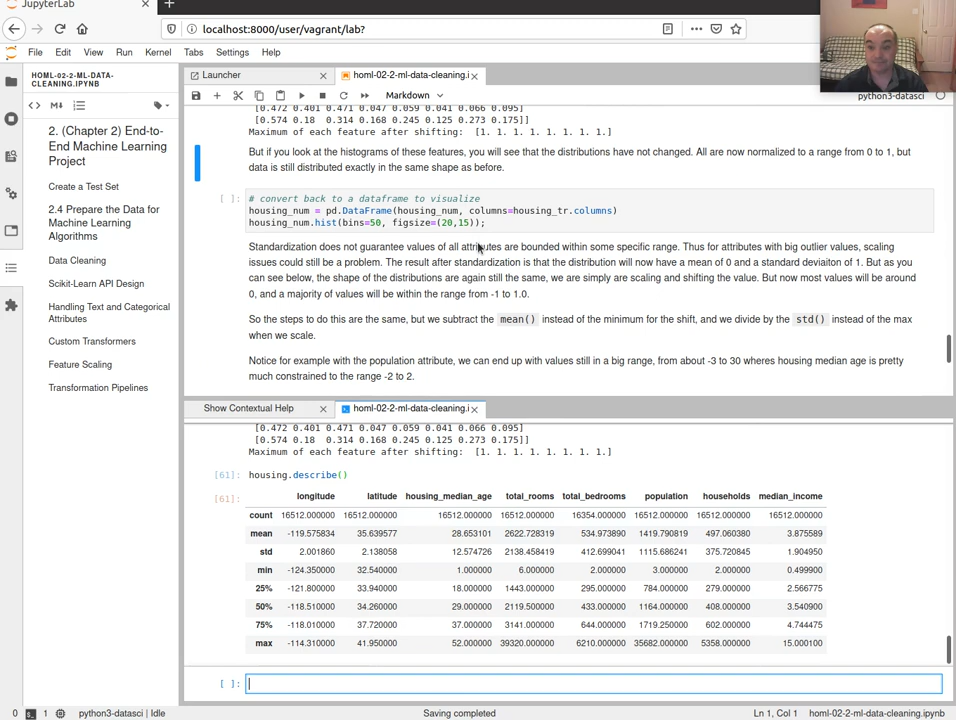 JupyterLab
localhost:8000/user/vagrant/lab?
File Edit View Run Kernel Tabs Settings Help
HOML-02-2-ML-DATA-
CLEANING.IPYNB
2. (Chapter 2) End-to-
End Machine Learning
Project
Create a Test Set
2.4 Prepare the Data for
Machine Learning
Algorithms
Data Cleaning
Scikit-Learn API Design
Handling Text and Categorical
Attributes
Custom Transformers
Feature Scaling
Transformation Pipelines
Launcher
homl-02-2-ml-data-cleaning.i
Markdown
python3-datasci
[0.472 0.401 0.471 0.047 0.059 0.041 0.066 0.095]
[0.574 0.18  0.314 0.168 0.245 0.125 0.273 0.175]]
Maximum of each feature after shifting:  [1. 1. 1. 1. 1. 1. 1. 1.]
But if you look at the histograms of these features, you will see that the distributions have not changed. All are now normalized to a range from 0 to 1, but
data is still distributed exactly in the same shape as before.
[ ]: # convert back to a dataframe to visualize
housing_num = pd.DataFrame(housing_num, columns=housing_tr.columns)
housing_num.hist(bins=50, figsize=(20,15));
Standardization does not guarantee values of all attributes are bounded within some specific range. Thus for attributes with big outlier values, scaling
issues could still be a problem. The result after standardization is that the distribution will now have a mean of 0 and a standard deviaiton of 1. But as you
can see below, the shape of the distributions are again still the same, we are simply are scaling and shifting the value. But now most values will be around
0, and a majority of values will be within the range from -1 to 1.0.
So the steps to do this are the same, but we subtract the mean() instead of the minimum for the shift, and we divide by the std() instead of the max
when we scale.
Notice for example with the population attribute, we can end up with values still in a big range, from about -3 to 30 wheres housing median age is pretty
much constrained to the range -2 to 2.
Show Contextual Help
homl-02-2-ml-data-cleaning.i
[0.472 0.401 0.471 0.047 0.059 0.041 0.066 0.095]
[0.574 0.18  0.314 0.168 0.245 0.125 0.273 0.175]]
Maximum of each feature after shifting:  [1. 1. 1. 1. 1. 1. 1. 1.]
[61]: housing.describe()
[61]: longitude latitude housing_median_age total_rooms total_bedrooms population households median_income
count 16512.000000 16512.000000 16512.000000 16512.000000 16354.000000 16512.000000 16512.000000 16512.000000
mean -119.575834 35.639577 28.653101 2622.728319 534.973890 1419.790819 497.060380 3.875589
std 2.001860 2.138058 12.574726 2138.458419 412.699041 1115.686241 375.720845 1.904950
min -124.350000 32.540000 1.000000 6.000000 2.000000 3.000000 2.000000 0.499900
25% -121.800000 33.940000 18.000000 1443.000000 295.000000 784.000000 279.000000 2.566775
50% -118.510000 34.260000 29.000000 2119.500000 433.000000 1164.000000 408.000000 3.540900
75% -118.010000 37.720000 37.000000 3141.000000 644.000000 1719.250000 602.000000 4.744475
max -114.310000 41.950000 52.000000 39320.000000 6210.000000 35682.000000 5358.000000 15.000100
[ ]:
0 1 python3-datasci | Idle Saving completed Ln 1, Col 1 homl-02-2-ml-data-cleaning.ipynb